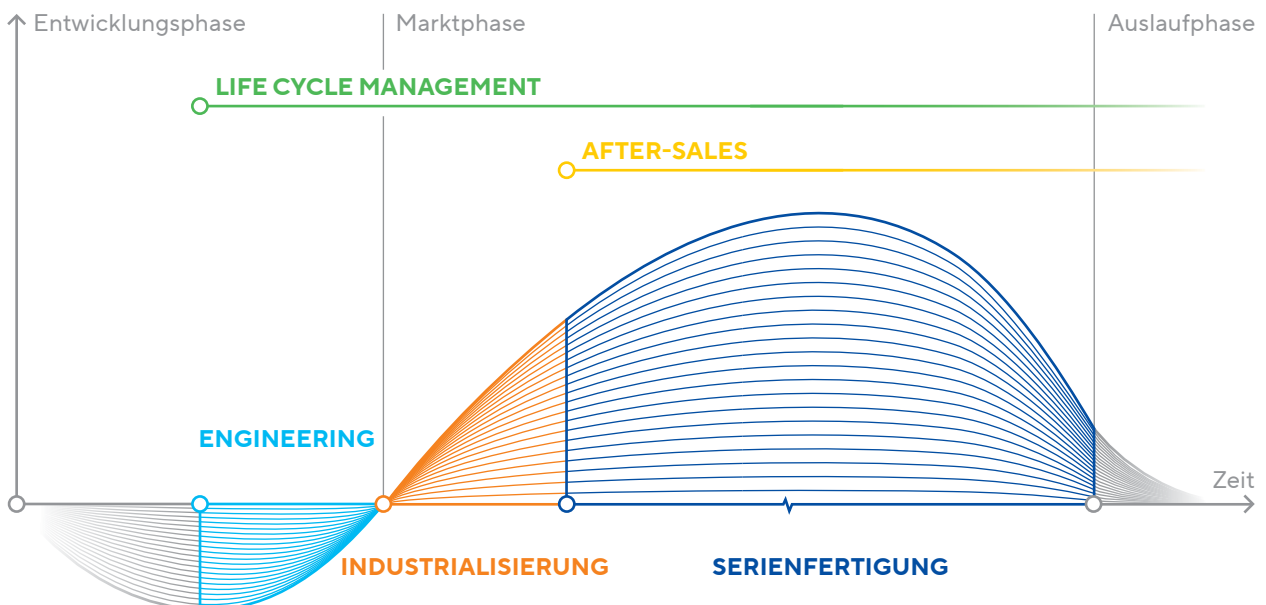 Entwicklungsphase
Marktphase
Auslaufphase
LIFE CYCLE MANAGEMENT
AFTER-SALES
ENGINEERING
Zeit
INDUSTRIALISIERUNG
SERIENFERTIGUNG